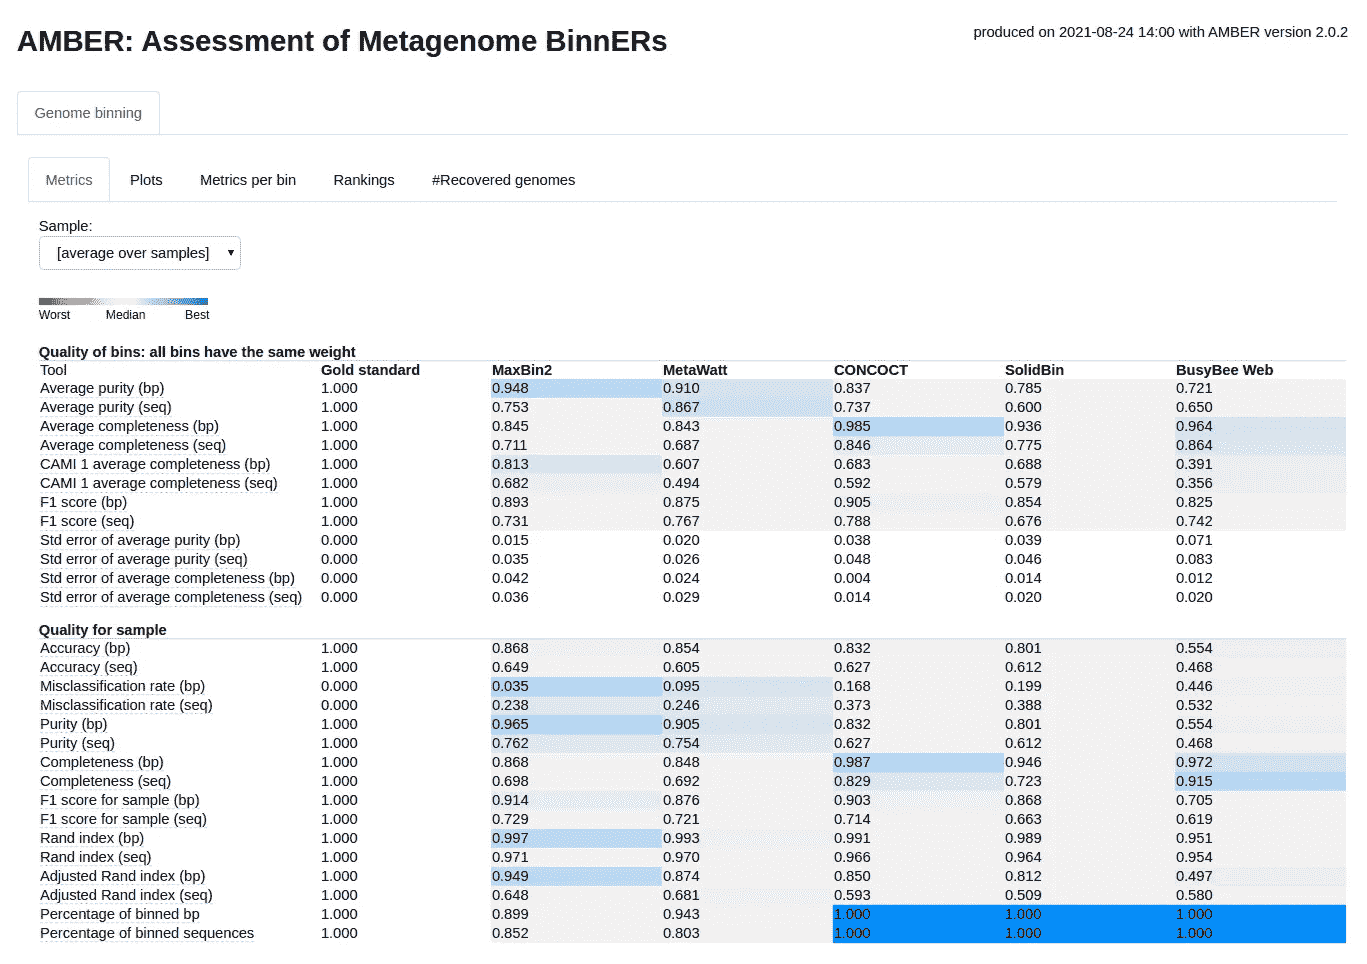 AMBER: Assessment of Metagenome BinnERs
produced on 2021-08-24 14:00 with AMBER version 2.0.2
Genome binning
Metrics Plots Metrics per bin Rankings #Recovered genomes
Sample:
[average over samples] ▼
Worst Median Best
Quality of bins: all bins have the same weight
Tool Gold standard MaxBin2 MetaWatt CONCOCT SolidBin BusyBee Web
Average purity (bp) 1.000 0.948 0.910 0.837 0.785 0.721
Average purity (seq) 1.000 0.753 0.867 0.737 0.600 0.650
Average completeness (bp) 1.000 0.845 0.843 0.985 0.936 0.964
Average completeness (seq) 1.000 0.711 0.687 0.846 0.775 0.864
CAMI 1 average completeness (bp) 1.000 0.813 0.607 0.683 0.688 0.391
CAMI 1 average completeness (seq) 1.000 0.682 0.494 0.592 0.579 0.356
F1 score (bp) 1.000 0.893 0.875 0.905 0.854 0.825
F1 score (seq) 1.000 0.731 0.767 0.788 0.676 0.742
Std error of average purity (bp) 0.000 0.015 0.020 0.038 0.039 0.071
Std error of average purity (seq) 0.000 0.035 0.026 0.048 0.046 0.083
Std error of average completeness (bp) 0.000 0.042 0.024 0.004 0.014 0.012
Std error of average completeness (seq) 0.000 0.036 0.029 0.014 0.020 0.020
Quality for sample
Accuracy (bp) 1.000 0.868 0.854 0.832 0.801 0.554
Accuracy (seq) 1.000 0.649 0.605 0.627 0.612 0.468
Misclassification rate (bp) 0.000 0.035 0.095 0.168 0.199 0.446
Misclassification rate (seq) 0.000 0.238 0.246 0.373 0.388 0.532
Purity (bp) 1.000 0.965 0.905 0.832 0.801 0.554
Purity (seq) 1.000 0.762 0.754 0.627 0.612 0.468
Completeness (bp) 1.000 0.868 0.848 0.987 0.946 0.972
Completeness (seq) 1.000 0.698 0.692 0.829 0.723 0.915
F1 score for sample (bp) 1.000 0.914 0.876 0.903 0.868 0.705
F1 score for sample (seq) 1.000 0.729 0.721 0.714 0.663 0.619
Rand index (bp) 1.000 0.997 0.993 0.991 0.989 0.951
Rand index (seq) 1.000 0.971 0.970 0.966 0.964 0.954
Adjusted Rand index (bp) 1.000 0.949 0.874 0.850 0.812 0.497
Adjusted Rand index (seq) 1.000 0.648 0.681 0.593 0.509 0.580
Percentage of binned bp 1.000 0.899 0.943 1.000 1.000 1.000
Percentage of binned sequences 1.000 0.852 0.803 1.000 1.000 1.000